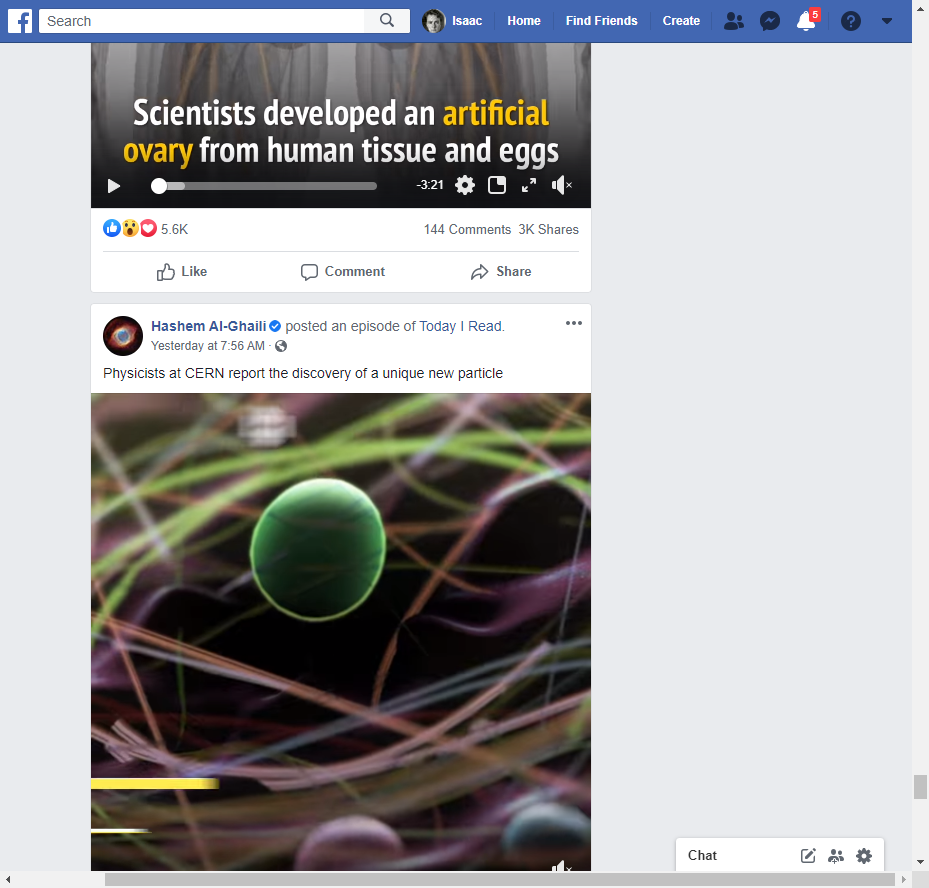 Search
Isaac
Home
Find Friends
Create
5
Scientists developed an artificial
ovary from human tissue and eggs
-3:21
5.6K
144 Comments 3K Shares
Like
Comment
Share
Hashem Al-Ghaili posted an episode of Today I Read.
Yesterday at 7:56 AM ·
Physicists at CERN report the discovery of a unique new particle
Chat